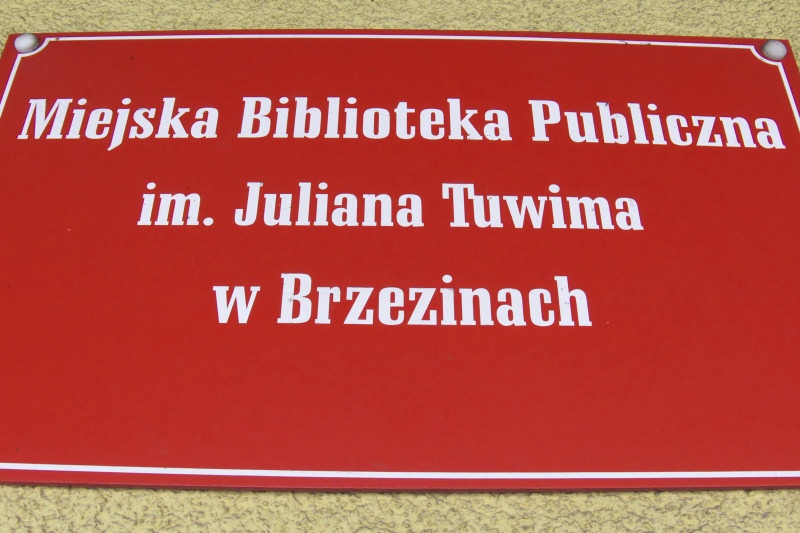 Miejska Biblioteka Publiczna
im. Juliana Tuwima
w Brzezinach